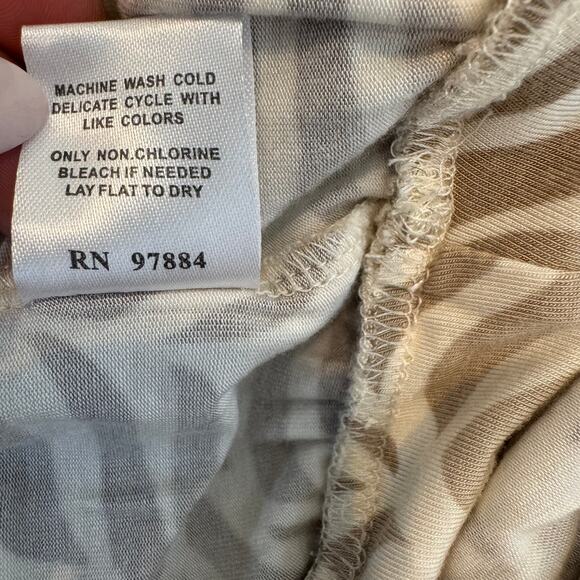 MACHINE WASH COLD
DELICATE CYCLE WITH
LIKE COLORS
ONLY NON.CHLORINE
BLEACH IF NEEDED
LAY FLAT TO DRY
RN 97884